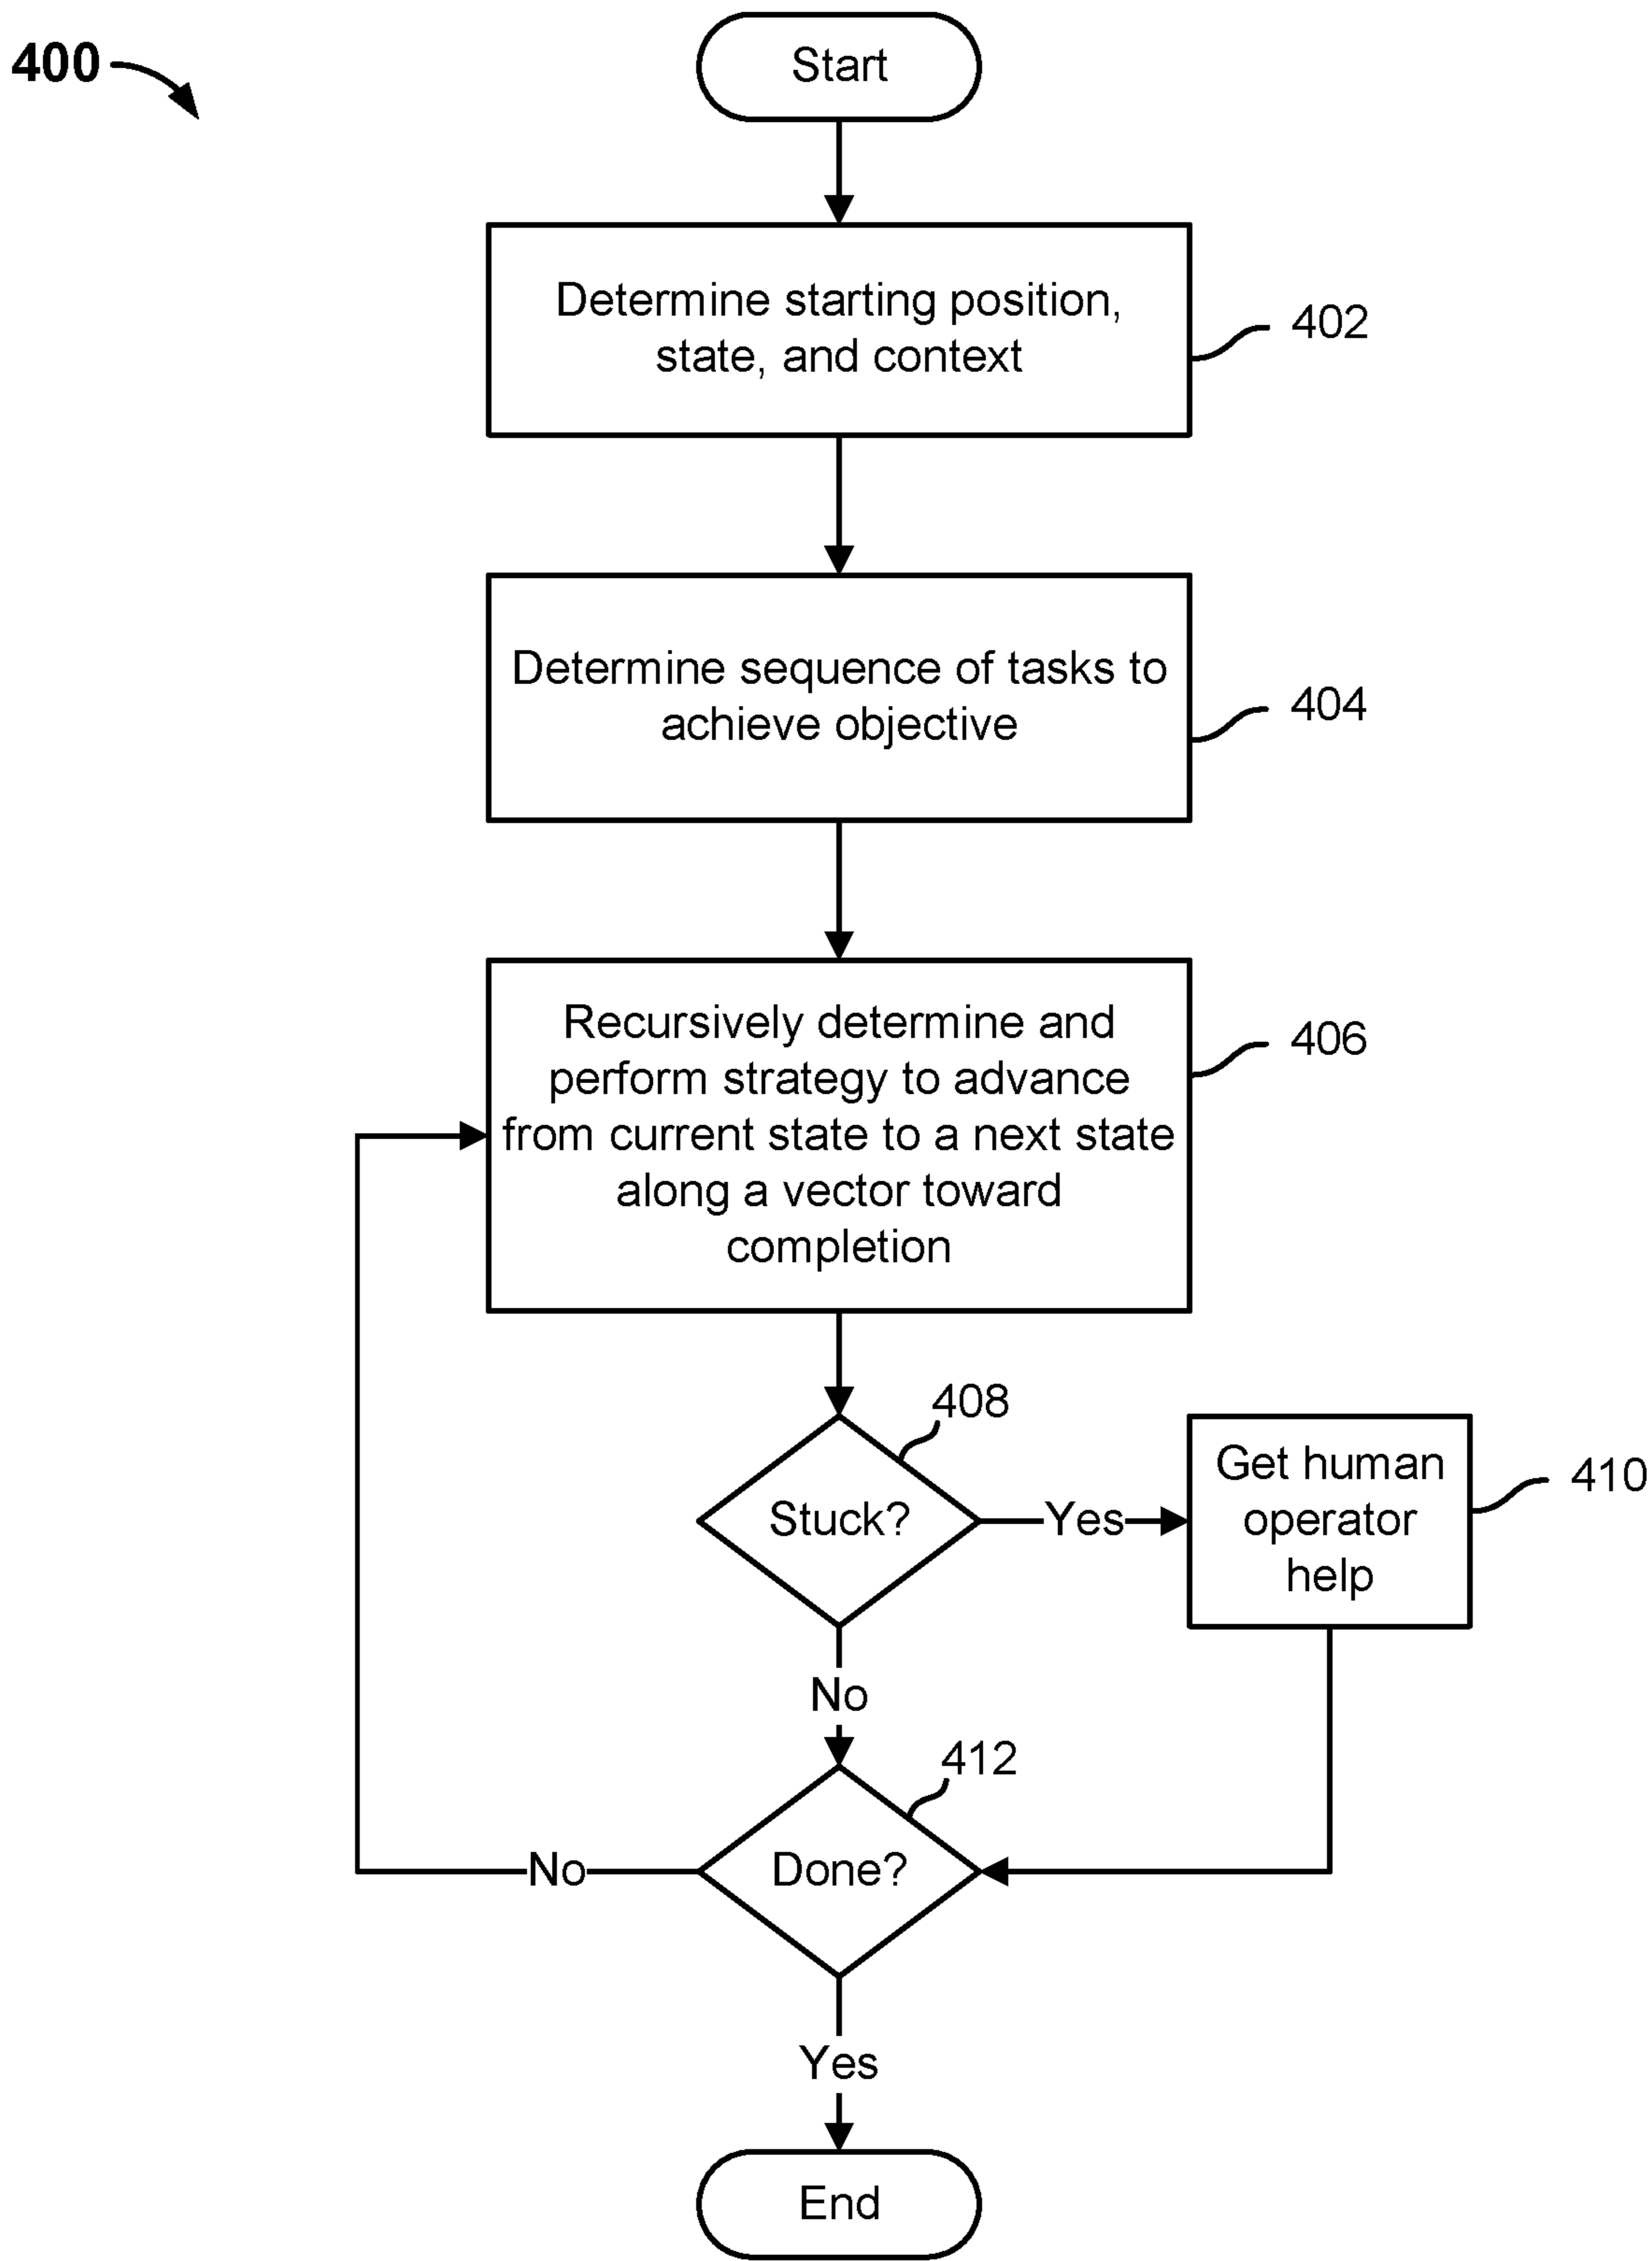 400
Start
Determine starting position,
state, and context
402
Determine sequence of tasks to
achieve objective
404
Recursively determine and
perform strategy to advance
from current state to a next state
along a vector toward
completion
406
408
Stuck?
Yes
Get human
operator
help
410
No
412
Done?
No
Yes
End